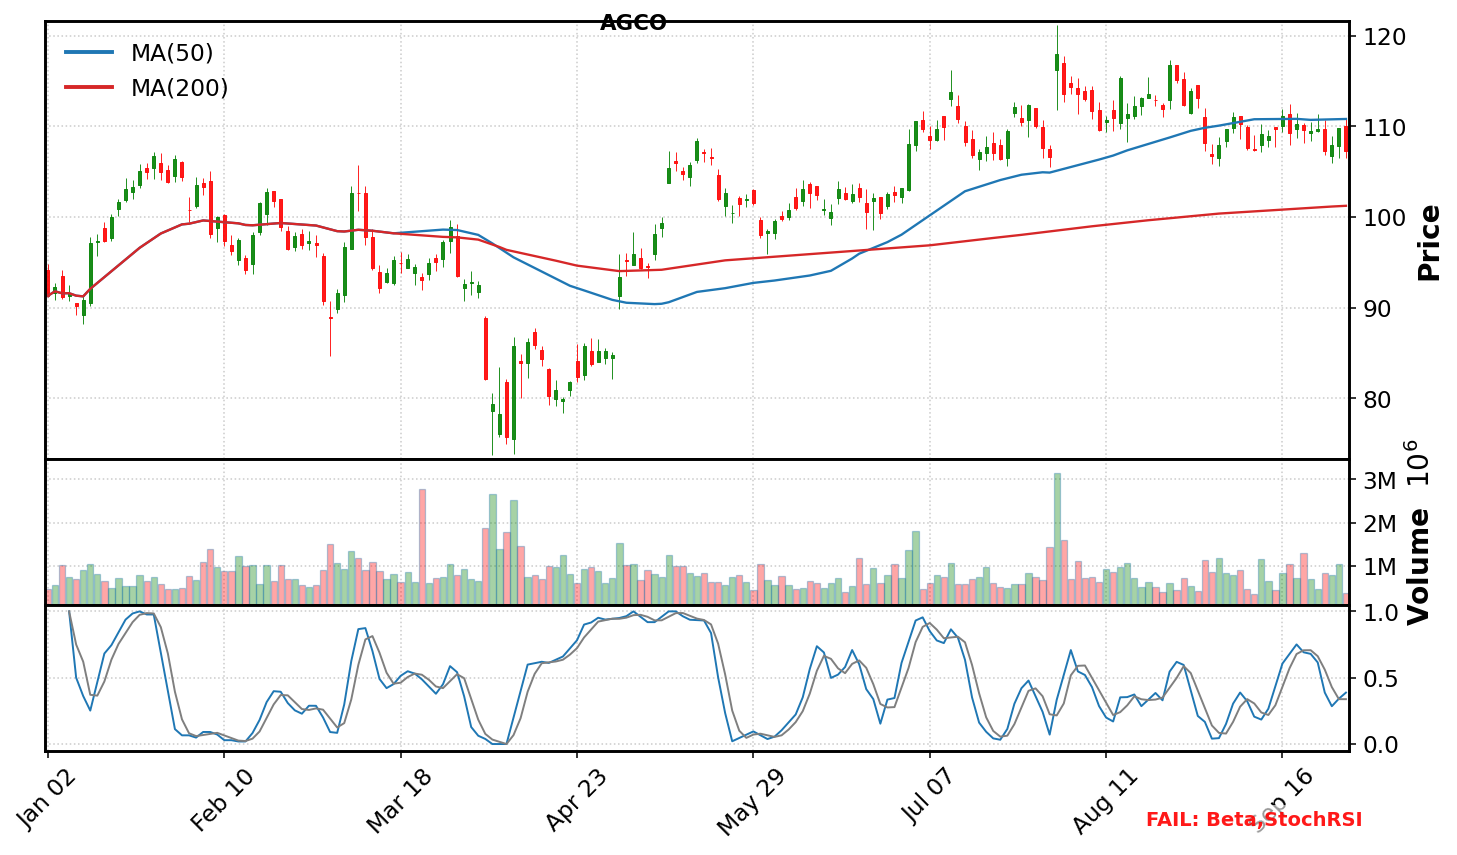 AGCO
MA(50)
MA(200)
120
110
100
90
80
Price
3M
2M
1M
Volume 10^6
1.0
0.5
0.0
Jan 02
Feb 10
Mar 18
Apr 23
May 29
Jul 07
Aug 11
Sep 16
FAIL: Beta,StochRSI